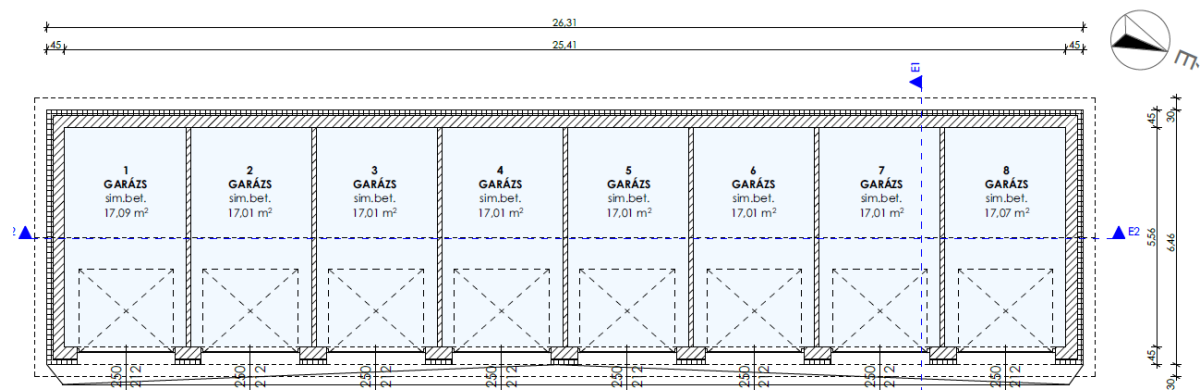 26,31
45
25,41
45
É
E1
30
45
1
GARÁZS
sim.bet.
17,09 m²
2
GARÁZS
sim.bet.
17,01 m²
3
GARÁZS
sim.bet.
17,01 m²
4
GARÁZS
sim.bet.
17,01 m²
5
GARÁZS
sim.bet.
17,01 m²
6
GARÁZS
sim.bet.
17,01 m²
7
GARÁZS
sim.bet.
17,01 m²
8
GARÁZS
sim.bet.
17,07 m²
E2
5,56
6,46
45
30
250
212
250
212
250
212
250
212
250
212
250
212
250
212
250
212